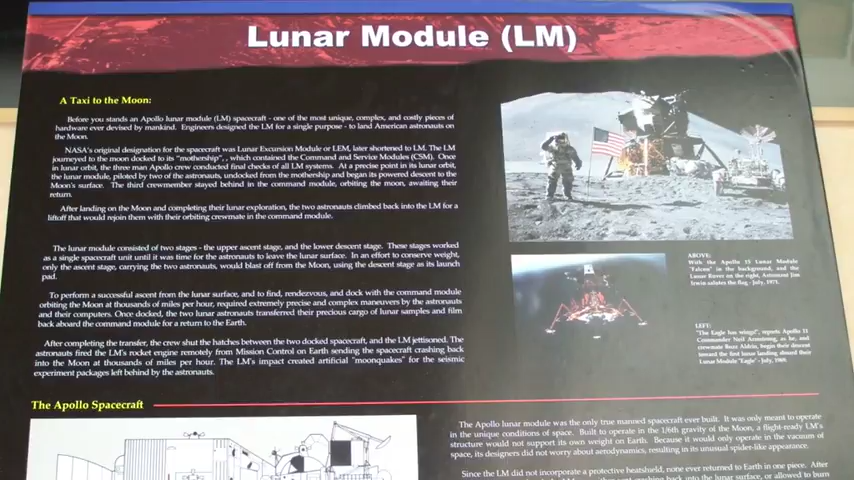 Lunar Module (LM)
A Taxi to the Moon:
Before you stands an Apollo lunar module (LM) spacecraft - one of the most unique, complex, and costly pieces of
hardware ever devised by mankind. Engineers designed the LM for a single purpose - to land American astronauts on
the Moon.
NASA's original designation for the spacecraft was Lunar Excursion Module or LEM, later shortened to LM. The LM
journeyed to the moon docked to its "mothership", , which contained the Command and Service Modules (CSM). Once
in lunar orbit, the three man Apollo crew conducted final checks of all LM systems. At a precise point in its lunar orbit,
the lunar module, piloted by two of the astronauts, undocked from the mothership and began its powered descent to the
Moon's surface. The third crewmember stayed behind in the command module, orbiting the moon, awaiting their
return.
After landing on the Moon and completing their lunar exploration, the two astronauts climbed back into the LM for a
liftoff that would rejoin them with their orbiting crewmate in the command module.
The lunar module consisted of two stages - the upper ascent stage, and the lower descent stage. These stages worked
as a single spacecraft unit until it was time for the astronauts to leave the lunar surface. In an effort to conserve weight,
only the ascent stage, carrying the two astronauts, would blast off from the Moon, using the descent stage as its launch
pad.
To perform a successful ascent from the lunar surface, and to find, rendezvous, and dock with the command module
orbiting the Moon at thousands of miles per hour, required extremely precise and complex maneuvers by the astronauts
and their computers. Once docked, the two lunar astronauts transferred their precious cargo of lunar samples and film
back aboard the command module for a return to the Earth.
After completing the transfer, the crew shut the hatches between the two docked spacecraft, and the LM jettisoned. The
astronauts fired the LM's rocket engine remotely from Mission Control on Earth sending the spacecraft crashing back
into the Moon at thousands of miles per hour. The LM's impact created artificial "moonquakes" for the seismic
experiment packages left behind by the astronauts.
ABOVE:
With the Apollo 15 Lunar Module
"Falcon" in the background, and the
Lunar Rover on the right, Astronaut Jim
Irwin salutes the flag - July, 1971.
LEFT:
"The Eagle has wings!", reports Apollo 11
Commander Neil Armstrong, as he, and
crewmate Buzz Aldrin, begin their descent
toward the first lunar landing aboard their
Lunar Module "Eagle" - July, 1969.
The Apollo Spacecraft
The Apollo lunar module was the only true manned spacecraft ever built. It was only meant to operate
in the unique conditions of space. Built to operate in the 1/6th gravity of the Moon, a flight-ready LM's
structure would not support its own weight on Earth. Because it would only operate in the vacuum of
space, its designers did not worry about aerodynamics, resulting in its unusual spider-like appearance.
Since the LM did not incorporate a protective heatshield, none ever returned to Earth in one piece. After
crashing back into the lunar surface, or allowed to burn